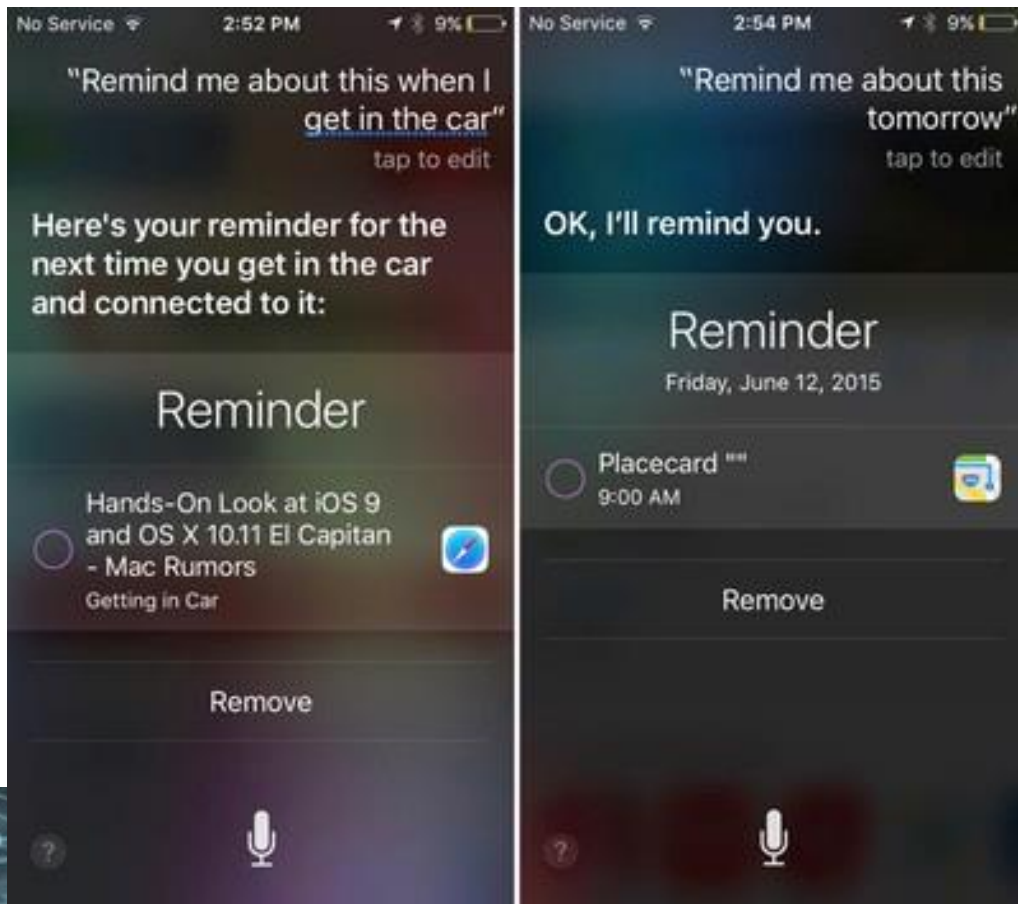 No Service 2:52 PM 9%
"Remind me about this when I
get in the car"
tap to edit
Here's your reminder for the
next time you get in the car
and connected to it:
Reminder
Hands-On Look at iOS 9
and OS X 10.11 El Capitan
- Mac Rumors
Getting in Car
Remove
?
No Service 2:54 PM 9%
"Remind me about this
tomorrow"
tap to edit
OK, I'll remind you.
Reminder
Friday, June 12, 2015
Placecard ""
9:00 AM
Remove
?